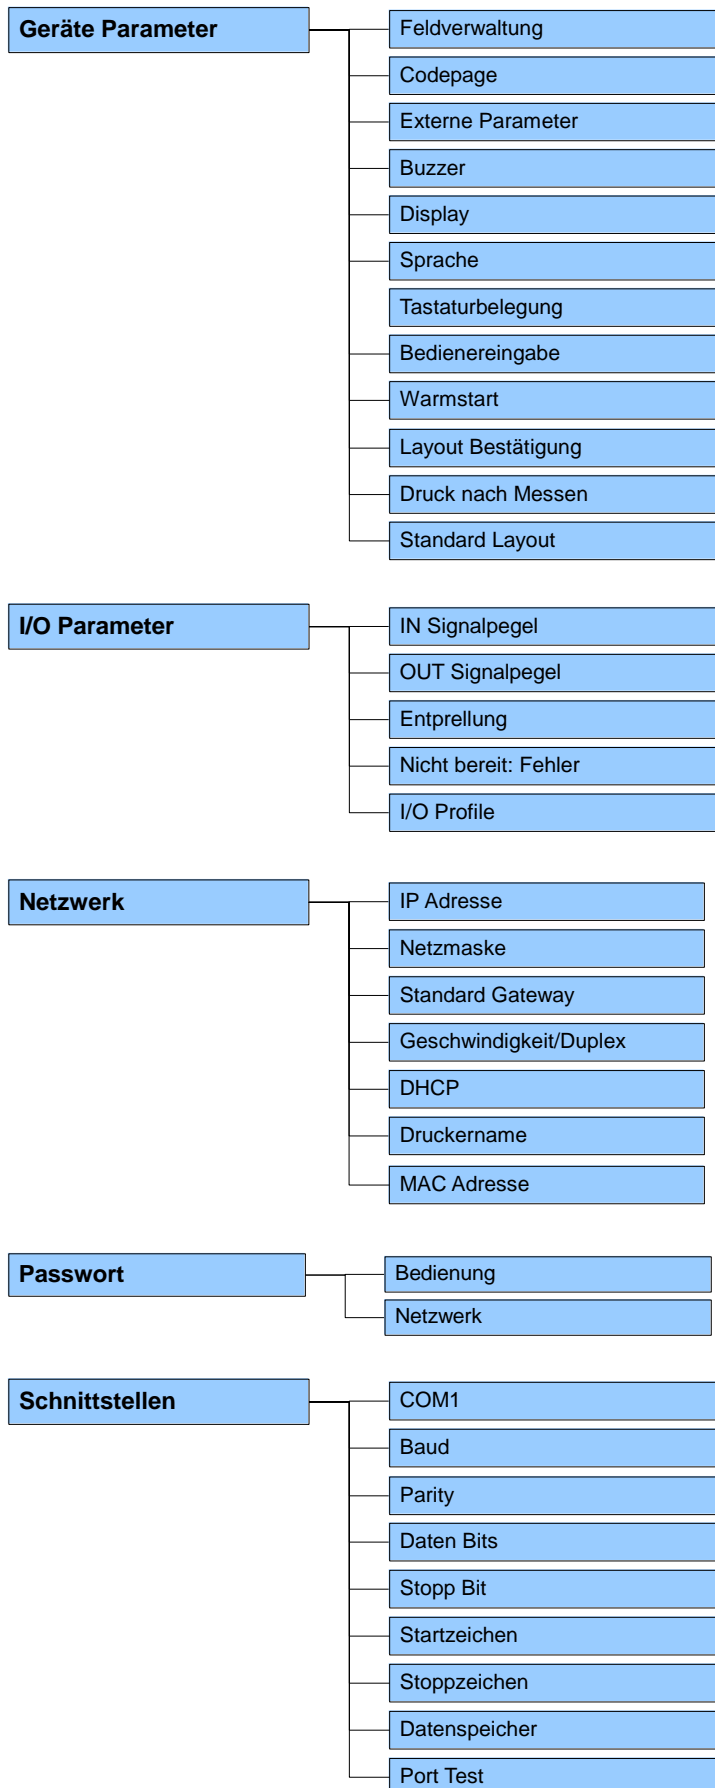 Geräte Parameter
Feldverwaltung
Codepage
Externe Parameter
Buzzer
Display
Sprache
Tastaturbelegung
Bedienereingabe
Warmstart
Layout Bestätigung
Druck nach Messen
Standard Layout
I/O Parameter
IN Signalpegel
OUT Signalpegel
Entprellung
Nicht bereit: Fehler
I/O Profile
Netzwerk
IP Adresse
Netzmaske
Standard Gateway
Geschwindigkeit/Duplex
DHCP
Druckername
MAC Adresse
Passwort
Bedienung
Netzwerk
Schnittstellen
COM1
Baud
Parity
Daten Bits
Stopp Bit
Startzeichen
Stoppzeichen
Datenspeicher
Port Test